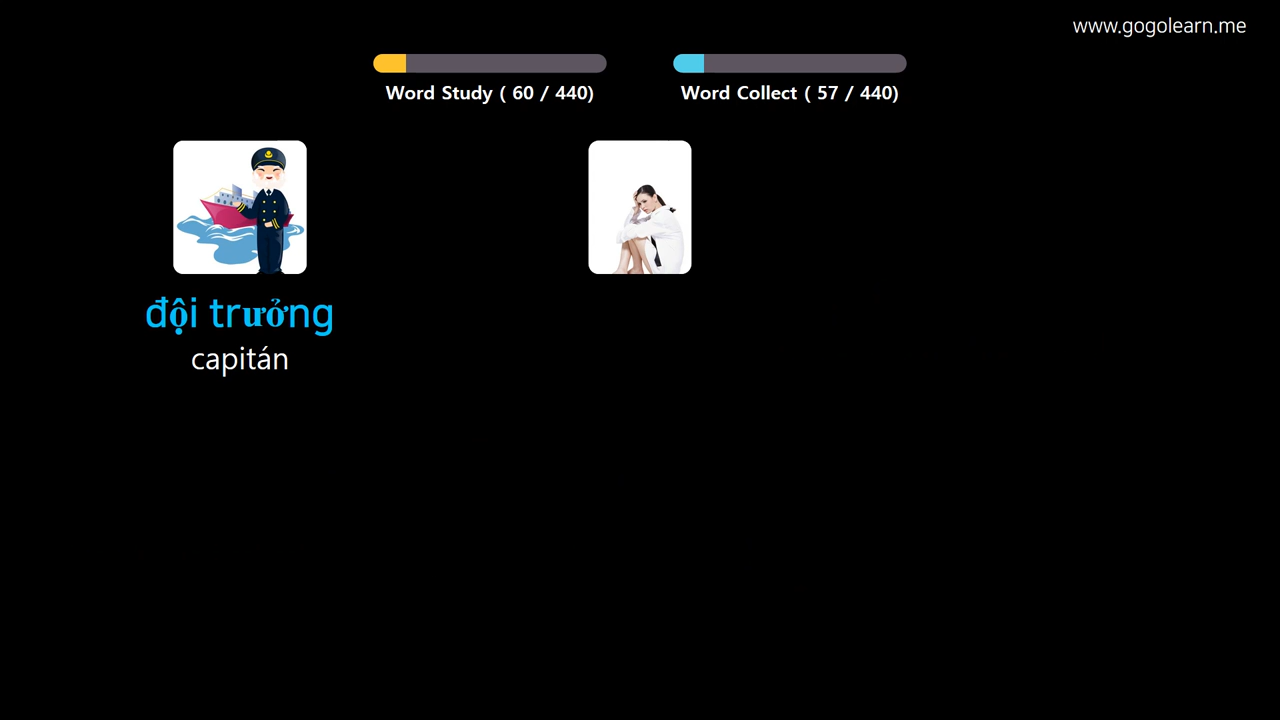 www.gogolearn.me
Word Study ( 60 / 440)
Word Collect ( 57 / 440)
đội trưởng
capitán